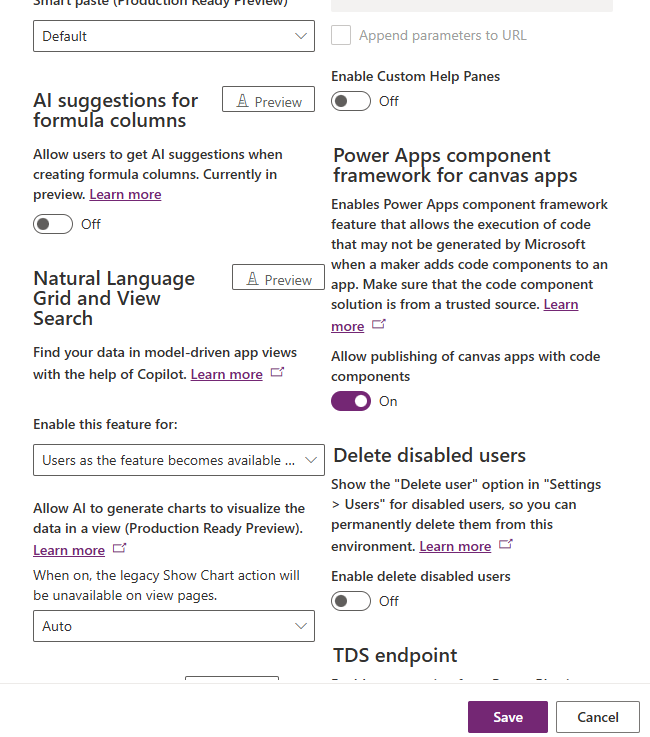 Smart paste (Production Ready Preview)
Default
AI suggestions for
formula columns
Preview
Allow users to get AI suggestions when
creating formula columns. Currently in
preview. Learn more
Off
Natural Language
Grid and View
Search
Preview
Find your data in model-driven app views
with the help of Copilot. Learn more
Enable this feature for:
Users as the feature becomes available ...
Allow AI to generate charts to visualize the
data in a view (Production Ready Preview).
Learn more
When on, the legacy Show Chart action will
be unavailable on view pages.
Auto
Append parameters to URL
Enable Custom Help Panes
Off
Power Apps component
framework for canvas apps
Enables Power Apps component framework
feature that allows the execution of code
that may not be generated by Microsoft
when a maker adds code components to an
app. Make sure that the code component
solution is from a trusted source. Learn
more
Allow publishing of canvas apps with code
components
On
Delete disabled users
Show the "Delete user" option in "Settings
> Users" for disabled users, so you can
permanently delete them from this
environment. Learn more
Enable delete disabled users
Off
TDS endpoint
Save
Cancel